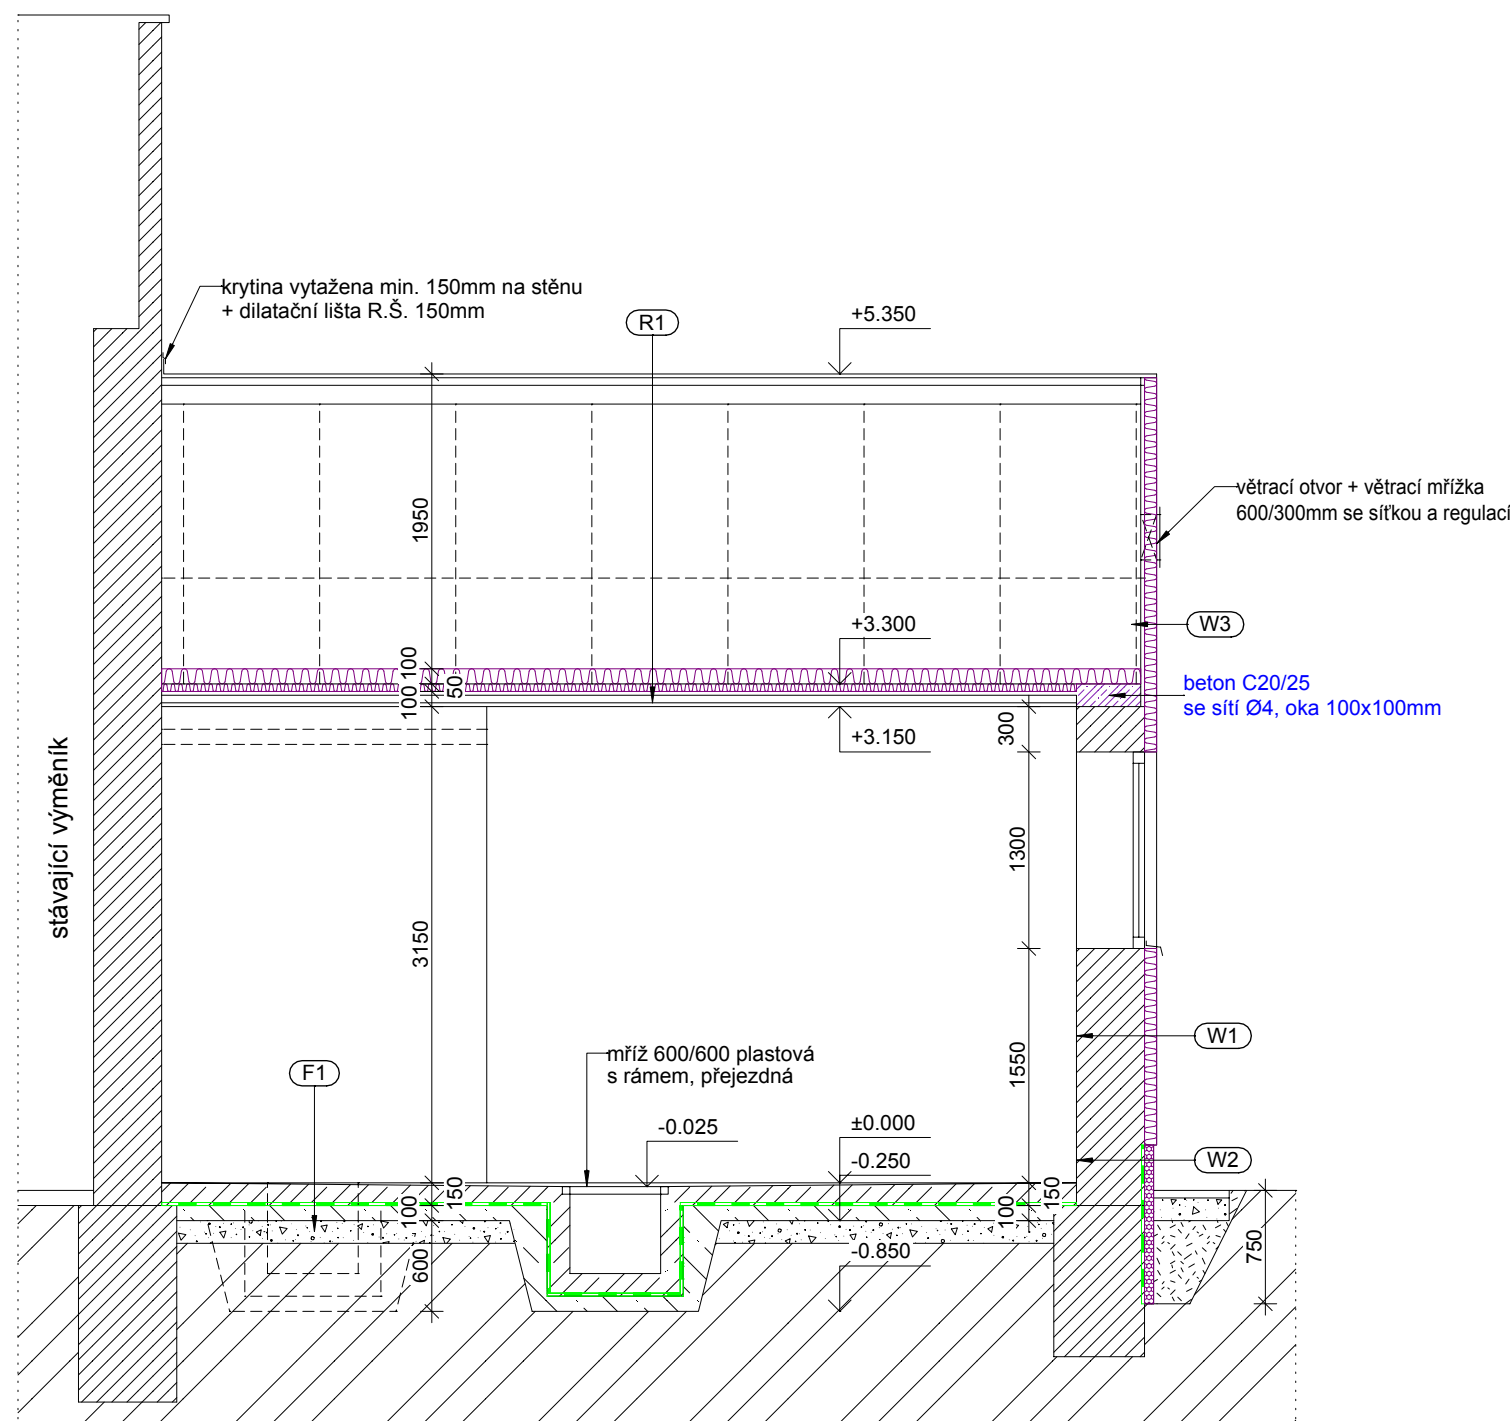 krytina vytažena min. 150mm na stěnu
+ dilatační lišta R.Š. 150mm
R1
+5.350
1950
větrací otvor + větrací mřížka
600/300mm se síťkou a regulací
W3
+3.300
100
50
100
beton C20/25
se sítí Ø4, oka 100x100mm
+3.150
300
stávající výměník
1300
3150
W1
1550
mříž 600/600 plastová
s rámem, přejezdná
F1
-0.025
±0.000
-0.250
W2
150
100
600
150
100
-0.850
750